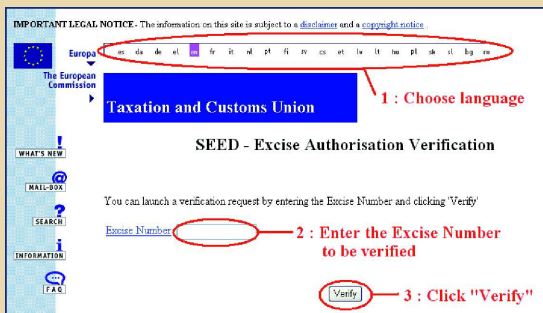 IMPORTANT LEGAL NOTICE - The information on this site is subject to a disclaimer and a copyright notice.
Europa
es da de el en fr it nl pt fi sv cs et lv lt hu pl sk sl bg ro
The European
Commission
1 : Choose language
Taxation and Customs Union
SEED - Excise Authorisation Verification
!
WHAT'S NEW
@
MAIL-BOX
You can launch a verification request by entering the Excise Number and clicking 'Verify'
?
SEARCH
Excise Number
2 : Enter the Excise Number
to be verified
i
INFORMATION
FAQ
Verify
3 : Click "Verify"